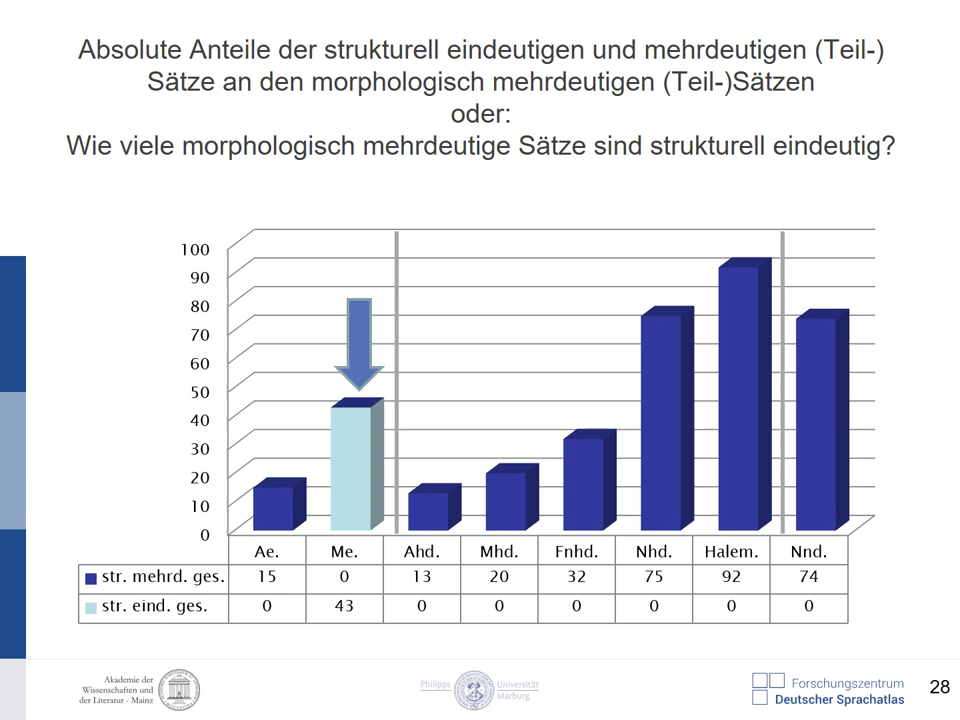 Absolute Anteile der strukturell eindeutigen und mehrdeutigen (Teil-)
Sätze an den morphologisch mehrdeutigen (Teil-)Sätzen
oder:
Wie viele morphologisch mehrdeutige Sätze sind strukturell eindeutig?
100
90
80
70
60
50
40
30
20
10
0
Ae. Me. Ahd. Mhd. Fnhd. Nhd. Halem. Nnd.
str. mehrd. ges. 15 0 13 20 32 75 92 74
str. eind. ges. 0 43 0 0 0 0 0 0
Akademie der
Wissenschaften und
der Literatur - Mainz
Philipps Universität
Marburg
Forschungszentrum
Deutscher Sprachatlas
28